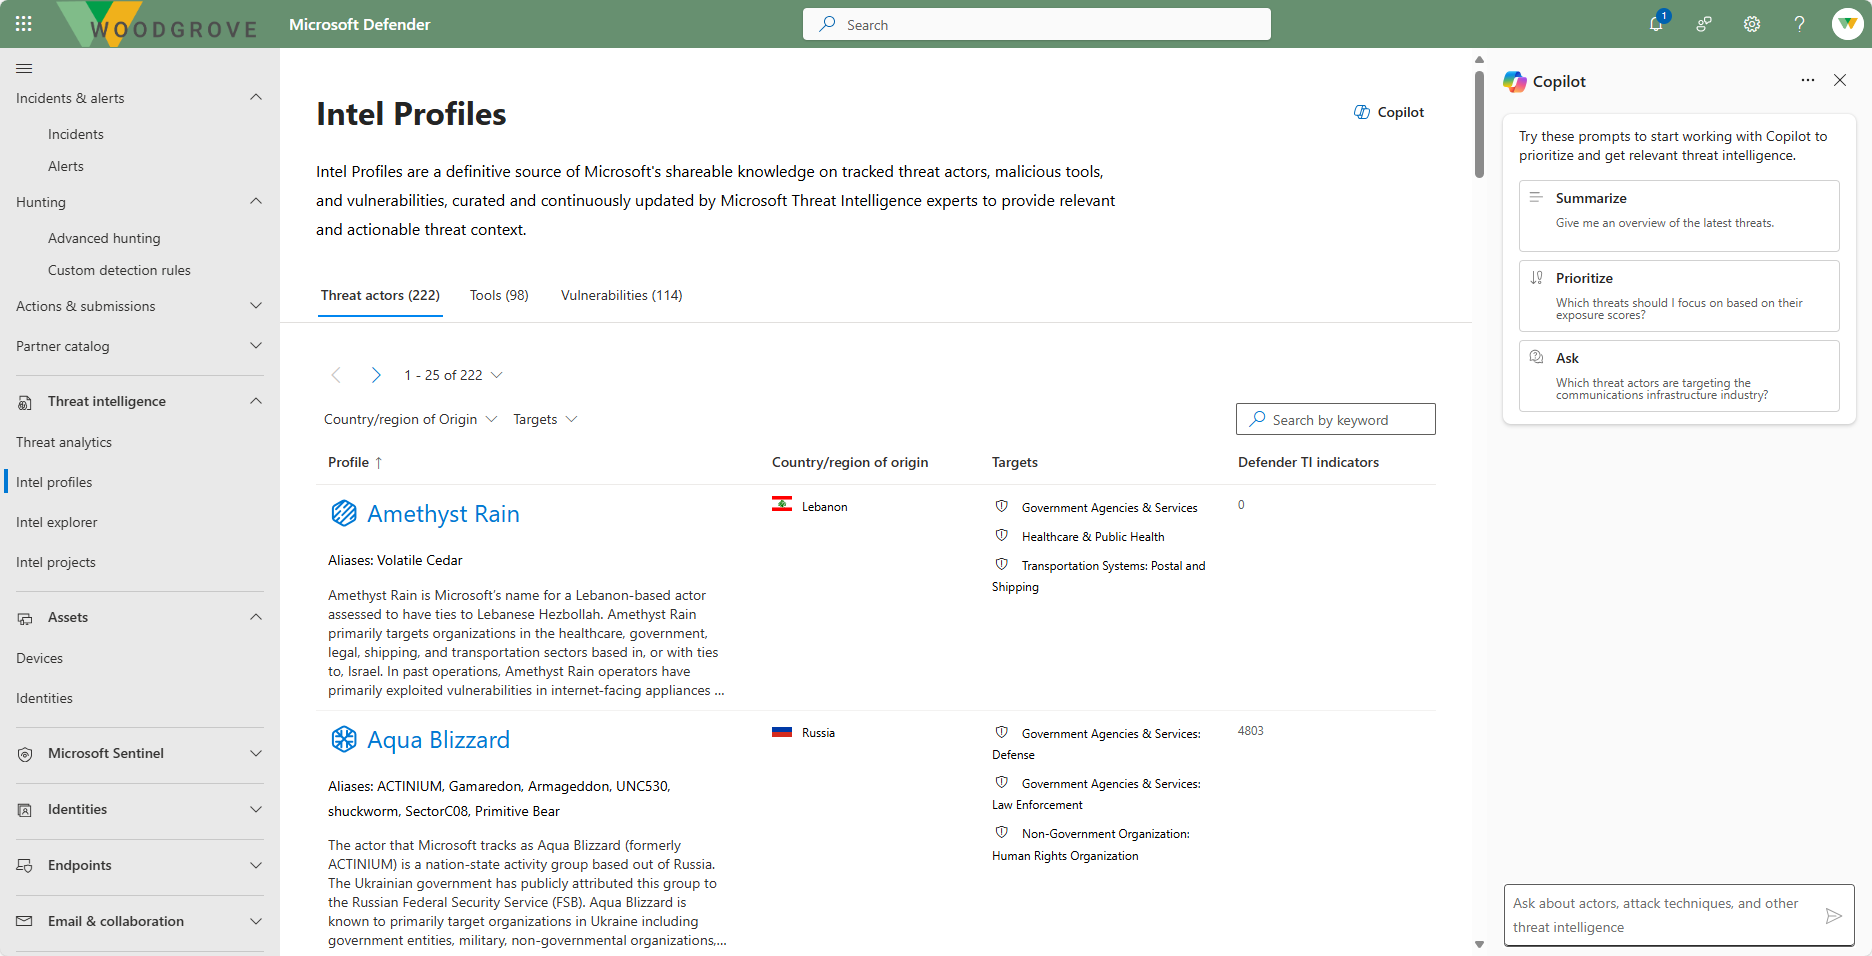 WOODGROVE
Microsoft Defender
Search
1
Incidents & alerts
Incidents
Alerts
Hunting
Advanced hunting
Custom detection rules
Actions & submissions
Partner catalog
Threat intelligence
Threat analytics
Intel profiles
Intel explorer
Intel projects
Assets
Devices
Identities
Microsoft Sentinel
Identities
Endpoints
Email & collaboration
Intel Profiles
Copilot
Intel Profiles are a definitive source of Microsoft's shareable knowledge on tracked threat actors, malicious tools,
and vulnerabilities, curated and continuously updated by Microsoft Threat Intelligence experts to provide relevant
and actionable threat context.
Threat actors (222)
Tools (98)
Vulnerabilities (114)
1 - 25 of 222
Country/region of Origin
Targets
Search by keyword
Profile ↑
Country/region of origin
Targets
Defender TI indicators
Amethyst Rain
Aliases: Volatile Cedar
Amethyst Rain is Microsoft’s name for a Lebanon-based actor
assessed to have ties to Lebanese Hezbollah. Amethyst Rain
primarily targets organizations in the healthcare, government,
legal, shipping, and transportation sectors based in, or with ties
to, Israel. In past operations, Amethyst Rain operators have
primarily exploited vulnerabilities in internet-facing appliances ...
Lebanon
Government Agencies & Services
Healthcare & Public Health
Transportation Systems: Postal and
Shipping
0
Aqua Blizzard
Aliases: ACTINIUM, Gamaredon, Armageddon, UNC530,
shuckworm, SectorC08, Primitive Bear
The actor that Microsoft tracks as Aqua Blizzard (formerly
ACTINIUM) is a nation-state activity group based out of Russia.
The Ukrainian government has publicly attributed this group to
the Russian Federal Security Service (FSB). Aqua Blizzard is
known to primarily target organizations in Ukraine including
government entities, military, non-governmental organizations,...
Russia
Government Agencies & Services:
Defense
Government Agencies & Services:
Law Enforcement
Non-Government Organization:
Human Rights Organization
4803
Copilot
Try these prompts to start working with Copilot to
prioritize and get relevant threat intelligence.
Summarize
Give me an overview of the latest threats.
Prioritize
Which threats should I focus on based on their
exposure scores?
Ask
Which threat actors are targeting the
communications infrastructure industry?
Ask about actors, attack techniques, and other
threat intelligence